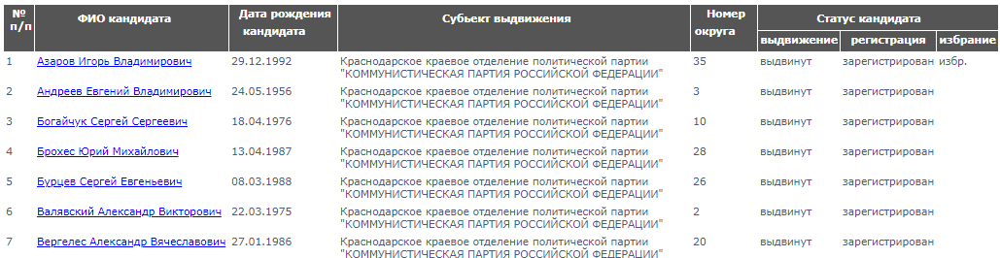 № п/п ФИО кандидата Дата рождения кандидата Субъект выдвижения Номер округа Статус кандидата
выдвижение регистрация избрание
1 Азаров Игорь Владимирович 29.12.1992 Краснодарское краевое отделение политической партии 35 выдвинут зарегистрирован избр.
"КОММУНИСТИЧЕСКАЯ ПАРТИЯ РОССИЙСКОЙ ФЕДЕРАЦИИ"
2 Андреев Евгений Владимирович 24.05.1956 Краснодарское краевое отделение политической партии 3 выдвинут зарегистрирован
"КОММУНИСТИЧЕСКАЯ ПАРТИЯ РОССИЙСКОЙ ФЕДЕРАЦИИ"
3 Богайчук Сергей Сергеевич 18.04.1976 Краснодарское краевое отделение политической партии 10 выдвинут зарегистрирован
"КОММУНИСТИЧЕСКАЯ ПАРТИЯ РОССИЙСКОЙ ФЕДЕРАЦИИ"
4 Брохес Юрий Михайлович 13.04.1987 Краснодарское краевое отделение политической партии 28 выдвинут зарегистрирован
"КОММУНИСТИЧЕСКАЯ ПАРТИЯ РОССИЙСКОЙ ФЕДЕРАЦИИ"
5 Бурцев Сергей Евгеньевич 08.03.1988 Краснодарское краевое отделение политической партии 26 выдвинут зарегистрирован
"КОММУНИСТИЧЕСКАЯ ПАРТИЯ РОССИЙСКОЙ ФЕДЕРАЦИИ"
6 Валявский Александр Викторович 22.03.1975 Краснодарское краевое отделение политической партии 2 выдвинут зарегистрирован
"КОММУНИСТИЧЕСКАЯ ПАРТИЯ РОССИЙСКОЙ ФЕДЕРАЦИИ"
7 Вергелес Александр Вячеславович 27.01.1986 Краснодарское краевое отделение политической партии 20 выдвинут зарегистрирован
"КОММУНИСТИЧЕСКАЯ ПАРТИЯ РОССИЙСКОЙ ФЕДЕРАЦИИ"